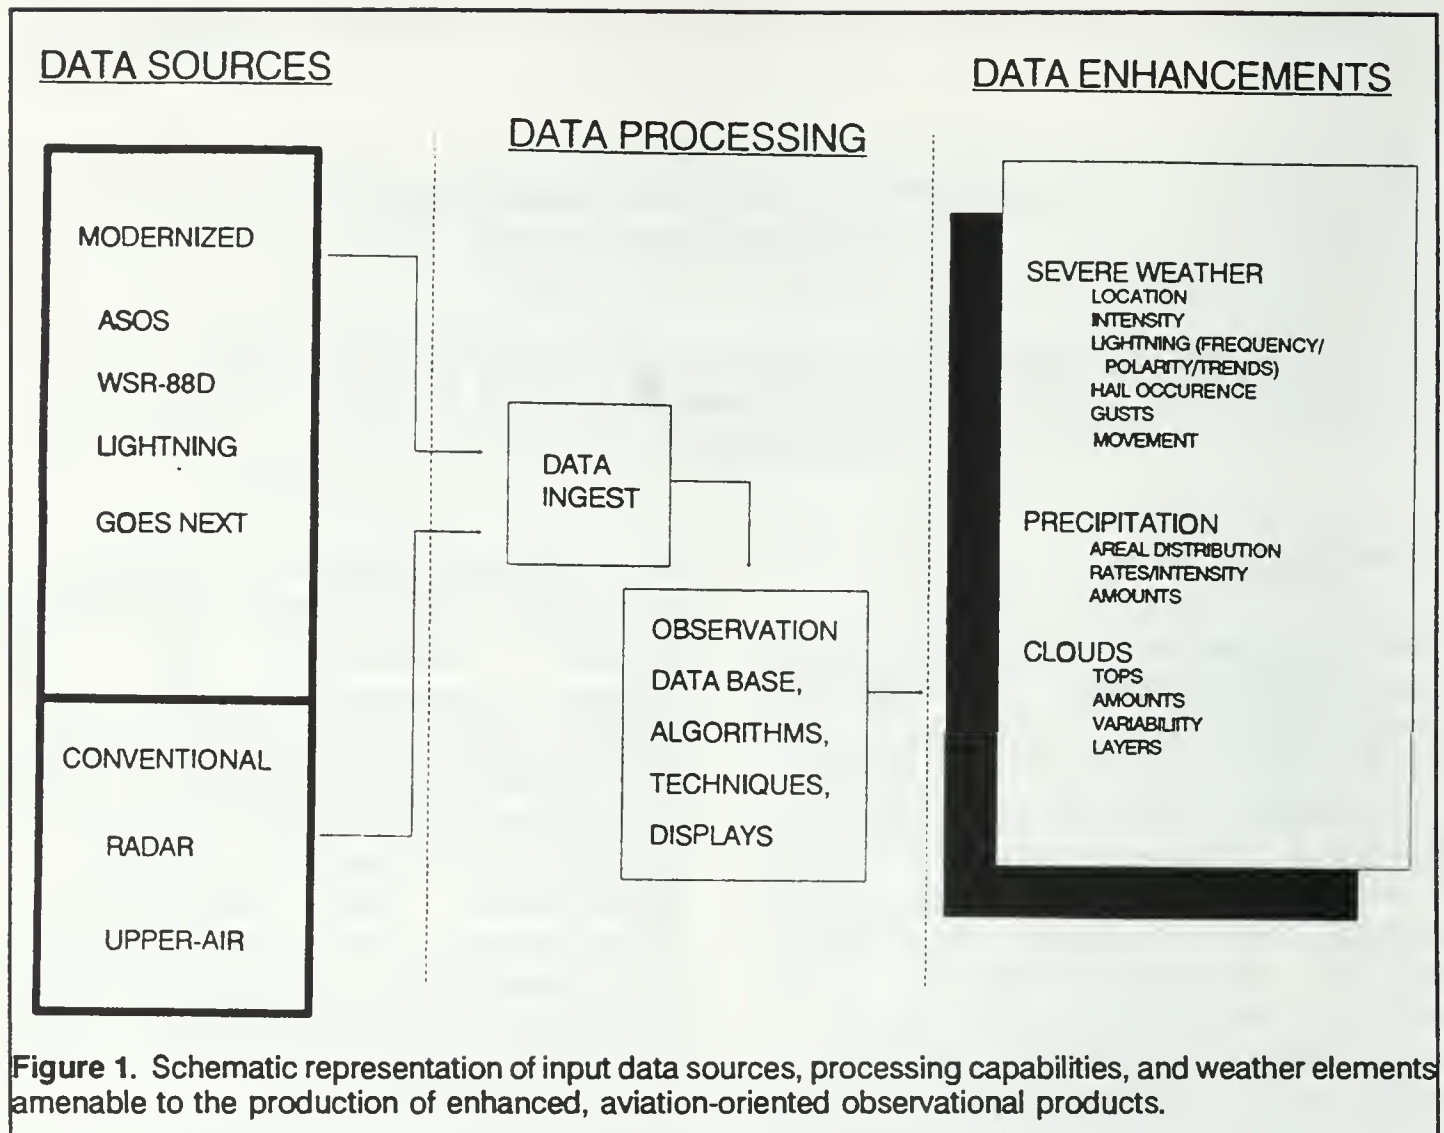 DATA SOURCES
MODERNIZED
ASOS
WSR-88D
LIGHTNING
GOES NEXT
CONVENTIONAL
RADAR
UPPER-AIR
DATA PROCESSING
DATA
INGEST
OBSERVATION
DATA BASE,
ALGORITHMS,
TECHNIQUES,
DISPLAYS
DATA ENHANCEMENTS
SEVERE WEATHER
LOCATION
INTENSITY
LIGHTNING (FREQUENCY/
POLARITY/TRENDS)
HAIL OCCURENCE
GUSTS
MOVEMENT
PRECIPITATION
AREAL DISTRIBUTION
RATES/INTENSITY
AMOUNTS
CLOUDS
TOPS
AMOUNTS
VARIABILITY
LAYERS
Figure 1. Schematic representation of input data sources, processing capabilities, and weather elements
amenable to the production of enhanced, aviation-oriented observational products.